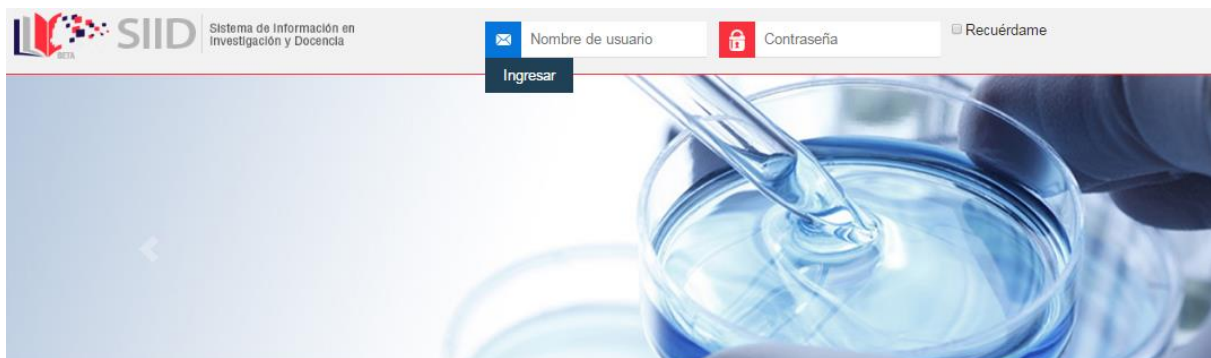 BETA
SIID
Sistema de Información en
Investigación y Docencia
Nombre de usuario
Contraseña
Recuérdame
Ingresar